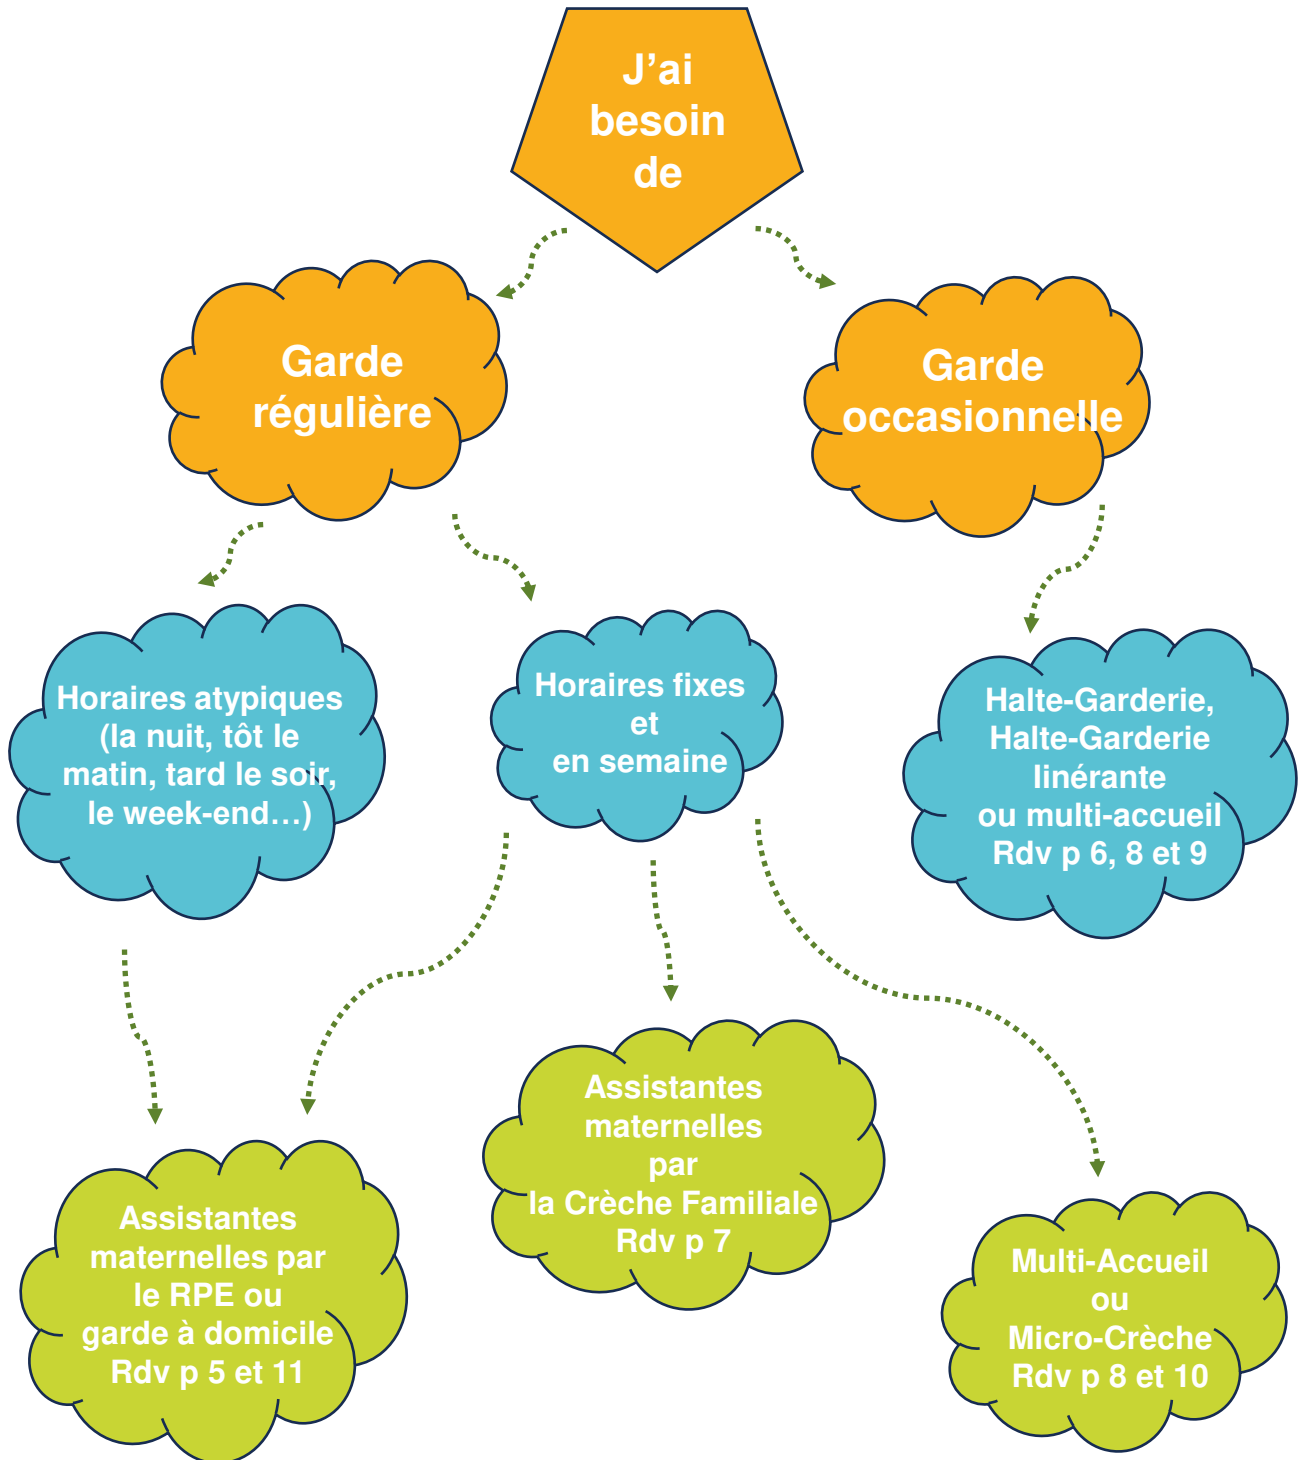 J’ai
besoin
de
Garde
régulière
Garde
occasionnelle
Horaires atypiques
(la nuit, tôt le
matin, tard le soir,
le week-end…)
Horaires fixes
et
en semaine
Halte-Garderie,
Halte-Garderie
linérante
ou multi-accueil
Rdv p 6, 8 et 9
Assistantes
maternelles par
le RPE ou
garde à domicile
Rdv p 5 et 11
Assistantes
maternelles
par
la Crèche Familiale
Rdv p 7
Multi-Accueil
ou
Micro-Crèche
Rdv p 8 et 10